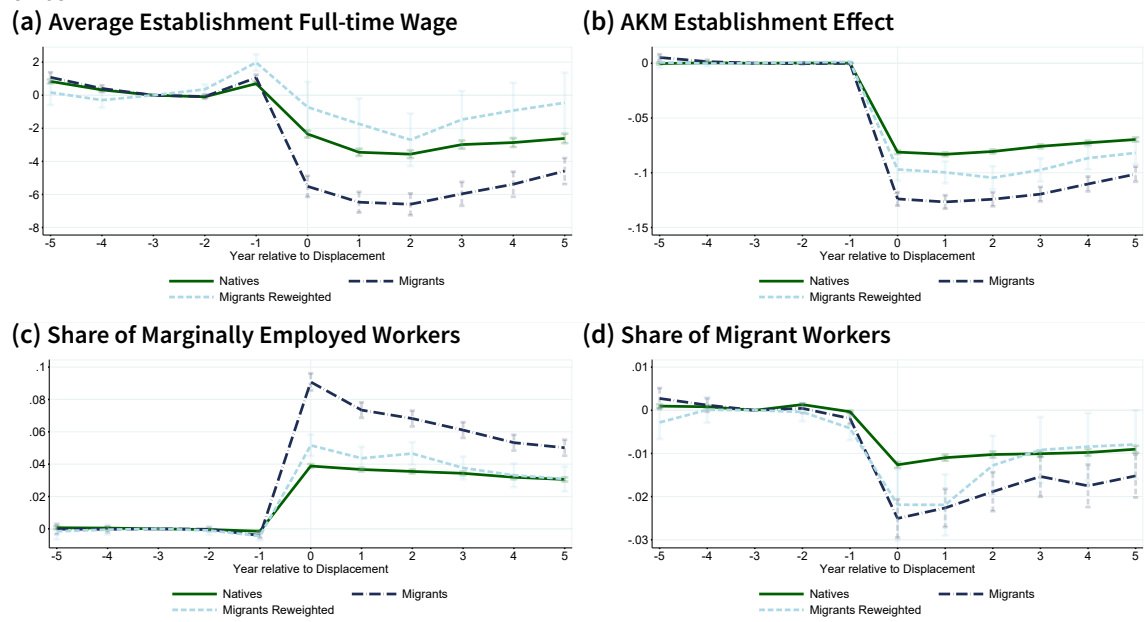 (a) Average Establishment Full-time Wage
2
0
-2
-4
-6
-8
-5 -4 -3 -2 -1 0 1 2 3 4 5
Year relative to Displacement
Natives Migrants
Migrants Reweighted
(b) AKM Establishment Effect
0
-.05
-.1
-.15
-5 -4 -3 -2 -1 0 1 2 3 4 5
Year relative to Displacement
Natives Migrants
Migrants Reweighted
(c) Share of Marginally Employed Workers
.1
.08
.06
.04
.02
0
-5 -4 -3 -2 -1 0 1 2 3 4 5
Year relative to Displacement
Natives Migrants
Migrants Reweighted
(d) Share of Migrant Workers
.01
0
-.01
-.02
-.03
-5 -4 -3 -2 -1 0 1 2 3 4 5
Year relative to Displacement
Natives Migrants
Migrants Reweighted